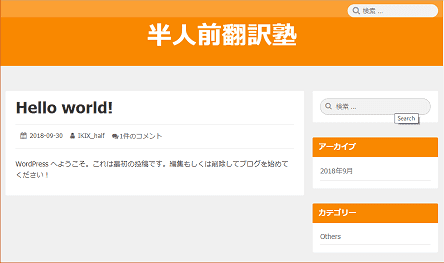 検索 …
半人前翻訳塾
Hello world!
2018-09-30 IKIX_half 1件のコメント
WordPress へようこそ。これは最初の投稿です。編集もしくは削除してブログを始めて
ください！
検索 …
Search
アーカイブ
2018年9月
カテゴリー
Others